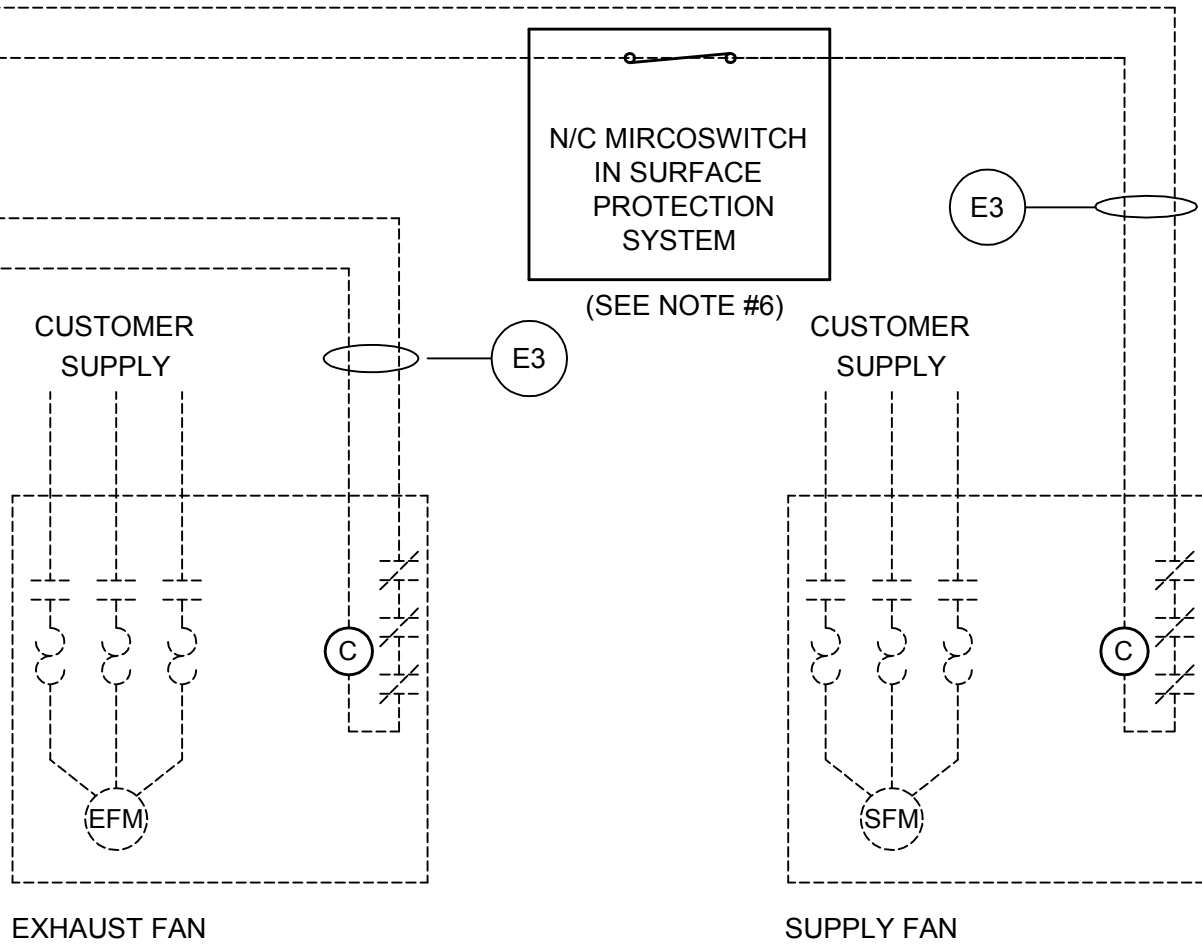 N/C MIRCOSWITCH
IN SURFACE
PROTECTION
SYSTEM
(SEE NOTE #6)
E3
E3
CUSTOMER
SUPPLY
CUSTOMER
SUPPLY
C
C
EFM
SFM
EXHAUST FAN
SUPPLY FAN